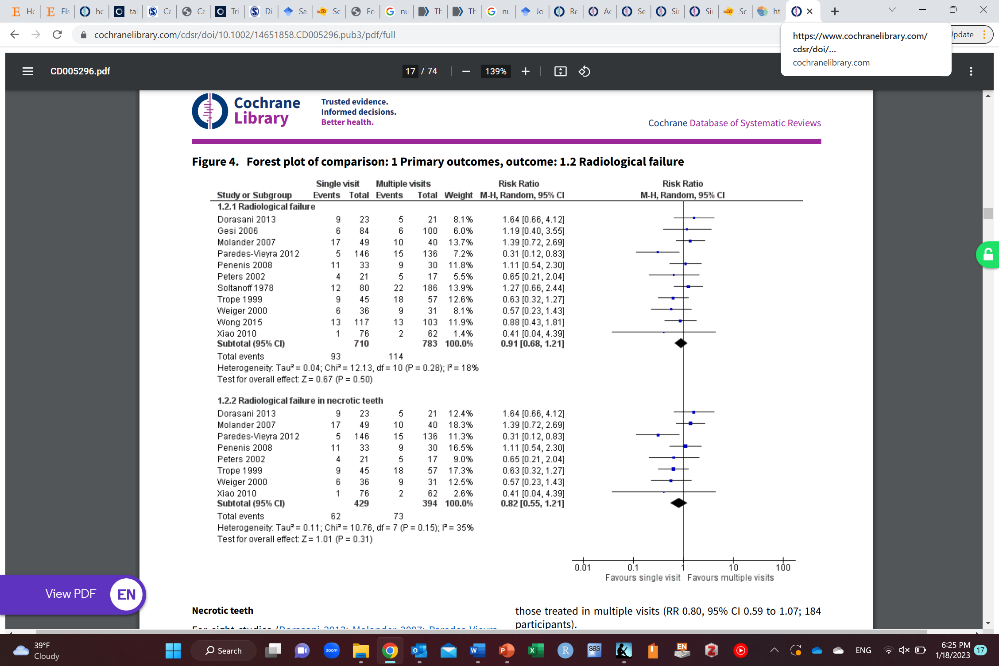 Hc Els hc tal Ca Ca Tri Di Sa Sc Fo nu Th Th nu Jo Re Ac Se Sir Sir Sc ht
cochranelibrary.com/cdsr/doi/10.1002/14651858.CD005296.pub3/pdf/full
https://www.cochranelibrary.com/
cdsr/doi/...
cochranelibrary.com
CD005296.pdf 17 / 74 139%
Cochrane
Library
Trusted evidence.
Informed decisions.
Better health.
Cochrane Database of Systematic Reviews
Figure 4. Forest plot of comparison: 1 Primary outcomes, outcome: 1.2 Radiological failure
Single visit Multiple visits Risk Ratio Risk Ratio
Study or Subgroup Events Total Events Total Weight M-H, Random, 95% CI M-H, Random, 95% CI
1.2.1 Radiological failure
Dorasani 2013 9 23 5 21 8.1% 1.64 [0.66, 4.12]
Gesi 2006 6 84 6 100 6.0% 1.19 [0.40, 3.55]
Molander 2007 17 49 10 40 13.7% 1.39 [0.72, 2.69]
Paredes-Vieyra 2012 5 146 15 136 7.2% 0.31 [0.12, 0.83]
Penenis 2008 11 33 9 30 11.8% 1.11 [0.54, 2.30]
Peters 2002 4 21 5 17 5.5% 0.65 [0.21, 2.04]
Soltanoff 1978 12 80 22 186 13.9% 1.27 [0.66, 2.44]
Trope 1999 9 45 18 57 12.6% 0.63 [0.32, 1.27]
Weiger 2000 6 36 9 31 8.1% 0.57 [0.23, 1.43]
Wong 2015 13 117 13 103 11.9% 0.88 [0.43, 1.81]
Xiao 2010 1 76 2 62 1.4% 0.41 [0.04, 4.39]
Subtotal (95% CI) 710 783 100.0% 0.91 [0.68, 1.21]
Total events 93 114
Heterogeneity: Tau² = 0.04; Chi² = 12.13, df = 10 (P = 0.28); I² = 18%
Test for overall effect: Z = 0.67 (P = 0.50)
1.2.2 Radiological failure in necrotic teeth
Dorasani 2013 9 23 5 21 12.4% 1.64 [0.66, 4.12]
Molander 2007 17 49 10 40 18.3% 1.39 [0.72, 2.69]
Paredes-Vieyra 2012 5 146 15 136 11.3% 0.31 [0.12, 0.83]
Penenis 2008 11 33 9 30 16.5% 1.11 [0.54, 2.30]
Peters 2002 4 21 5 17 9.0% 0.65 [0.21, 2.04]
Trope 1999 9 45 18 57 17.3% 0.63 [0.32, 1.27]
Weiger 2000 6 36 9 31 12.5% 0.57 [0.23, 1.43]
Xiao 2010 1 76 2 62 2.6% 0.41 [0.04, 4.39]
Subtotal (95% CI) 429 394 100.0% 0.82 [0.55, 1.21]
Total events 62 73
Heterogeneity: Tau² = 0.11; Chi² = 10.76, df = 7 (P = 0.15); I² = 35%
Test for overall effect: Z = 1.01 (P = 0.31)
0.01 0.1 1 10 100
Favours single visit Favours multiple visits
View PDF EN
Necrotic teeth
those treated in multiple visits (RR 0.80, 95% CI 0.59 to 1.07; 184
participants).
39°F
Cloudy
Search
zoom
EN
ENG
6:25 PM
1/18/2023
17